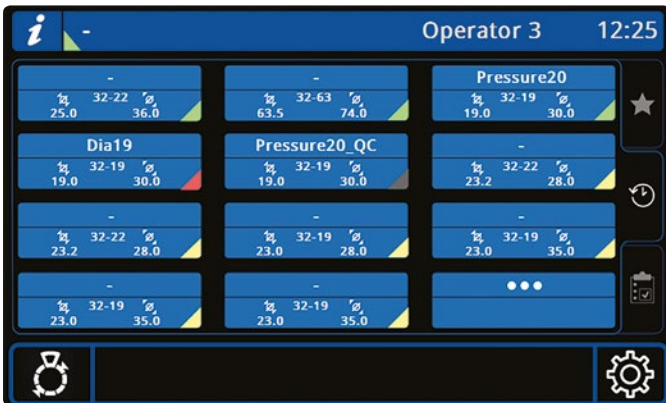 i - Operator 3 12:25
- - Pressure20
32-22 32-63 32-19
25.0 36.0 63.5 74.0 19.0 30.0
Dia19 Pressure20_QC -
32-19 32-19 32-22
19.0 30.0 19.0 30.0 23.2 28.0
- - -
32-22 32-19 32-19
23.2 28.0 23.0 28.0 23.0 35.0
- - •••
32-19 32-19
23.0 35.0 23.0 35.0